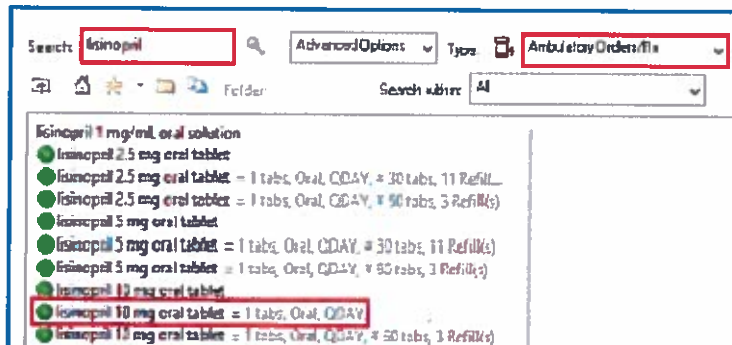 Search: lisinopril Advanced Options Type: Ambulatory Orders/Rx
Folder: Search within: All
lisinopril 1 mg/mL oral solution
lisinopril 2.5 mg oral tablet
lisinopril 2.5 mg oral tablet = 1 tabs, Oral, QDAY, # 30 tabs, 11 Refill...
lisinopril 2.5 mg oral tablet = 1 tabs, Oral, QDAY, # 90 tabs, 3 Refill(s)
lisinopril 5 mg oral tablet
lisinopril 5 mg oral tablet = 1 tabs, Oral, QDAY, # 30 tabs, 11 Refill(s)
lisinopril 5 mg oral tablet = 1 tabs, Oral, QDAY, # 90 tabs, 3 Refill(s)
lisinopril 10 mg oral tablet
lisinopril 10 mg oral tablet = 1 tabs, Oral, QDAY
lisinopril 10 mg oral tablet = 1 tabs, Oral, QDAY, # 90 tabs, 3 Refill(s)